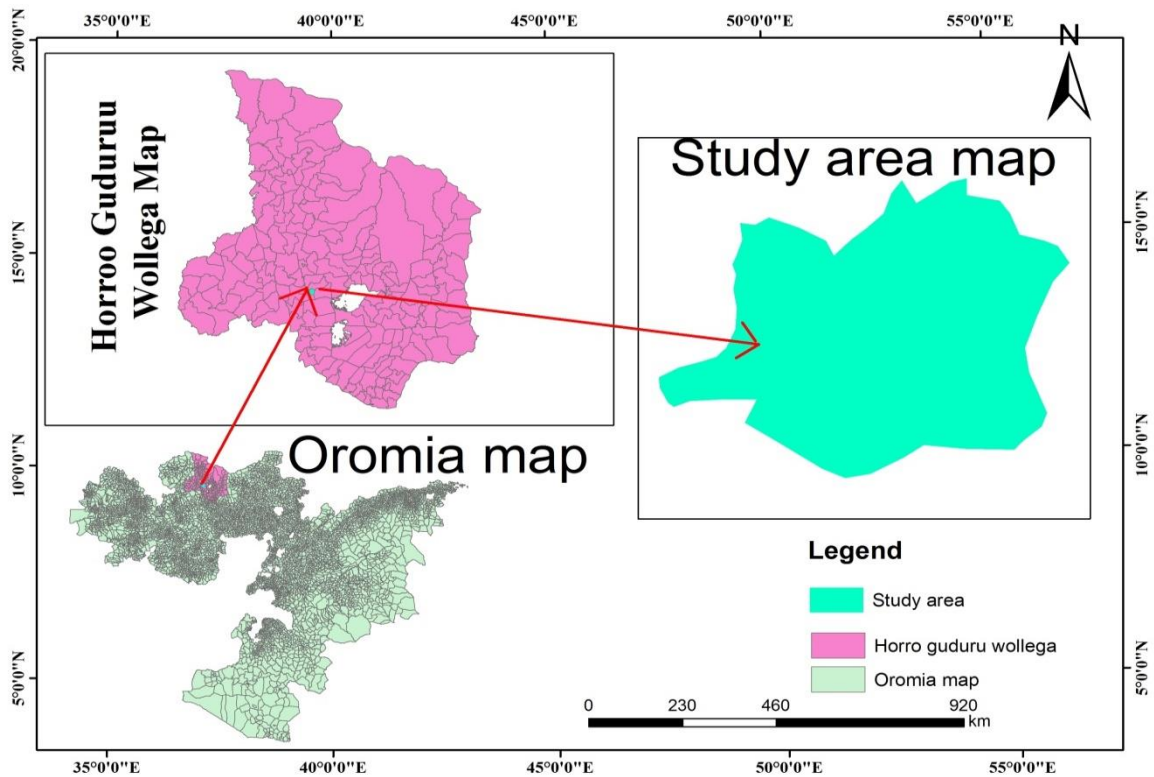 35°0'0"E 40°0'0"E 45°0'0"E 50°0'0"E 55°0'0"E
20°0'0"N
N
Horroo Guduruu
Wollega Map
Study area map
15°0'0"N
15°0'0"N
Oromia map
10°0'0"N
10°0'0"N
Legend
Study area
Horro guduru wollega
Oromia map
5°0'0"N
5°0'0"N
0 230 460 920
km
35°0'0"E 40°0'0"E 45°0'0"E 50°0'0"E 55°0'0"E